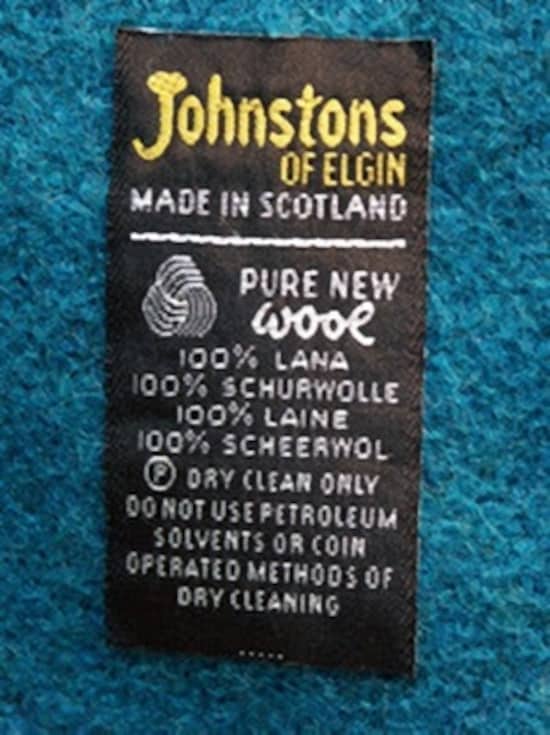 Johnstons
OF ELGIN
MADE IN SCOTLAND
PURE NEW
wool
100% LANA
100% SCHURWOLLE
100% LAINE
100% SCHEERWOL
Ⓟ DRY CLEAN ONLY
DO NOT USE PETROLEUM
SOLVENTS OR COIN
OPERATED METHODS OF
DRY CLEANING